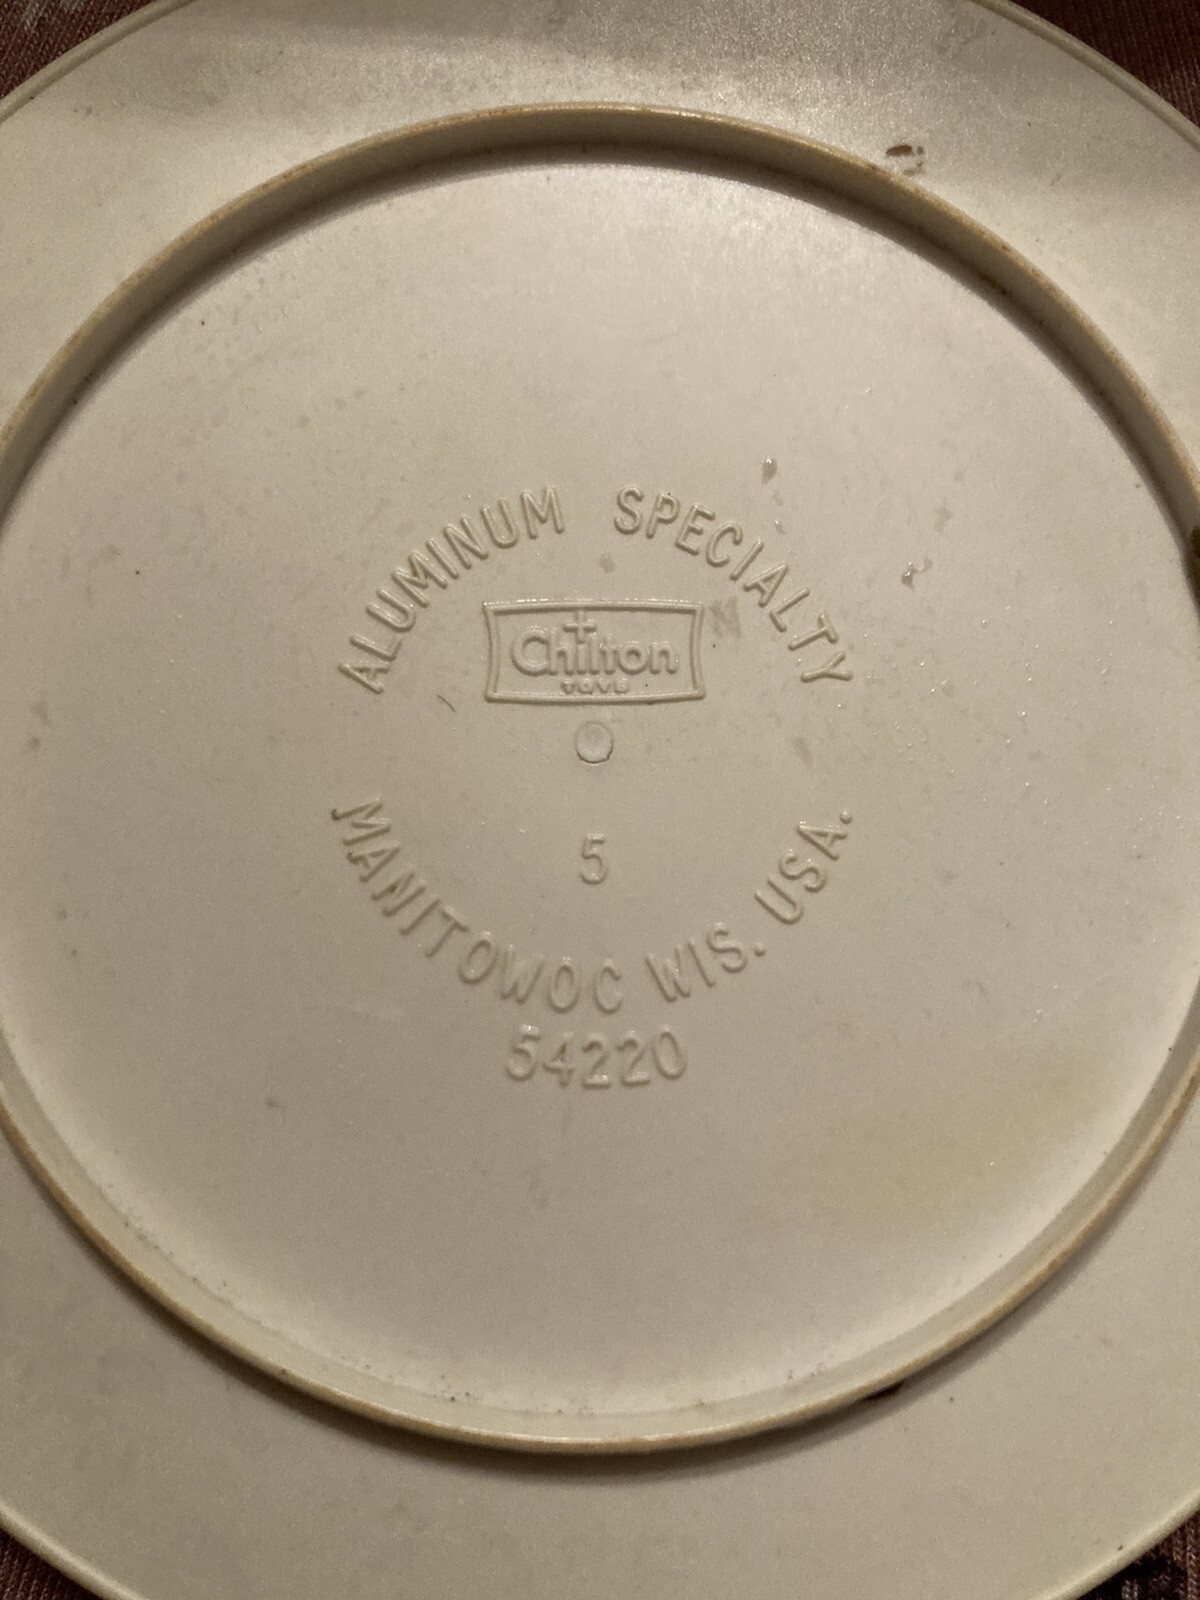 ALUMINUM SPECIALTY
Chilton
TOYS
5
MANITOWOC WIS. USA.
54220